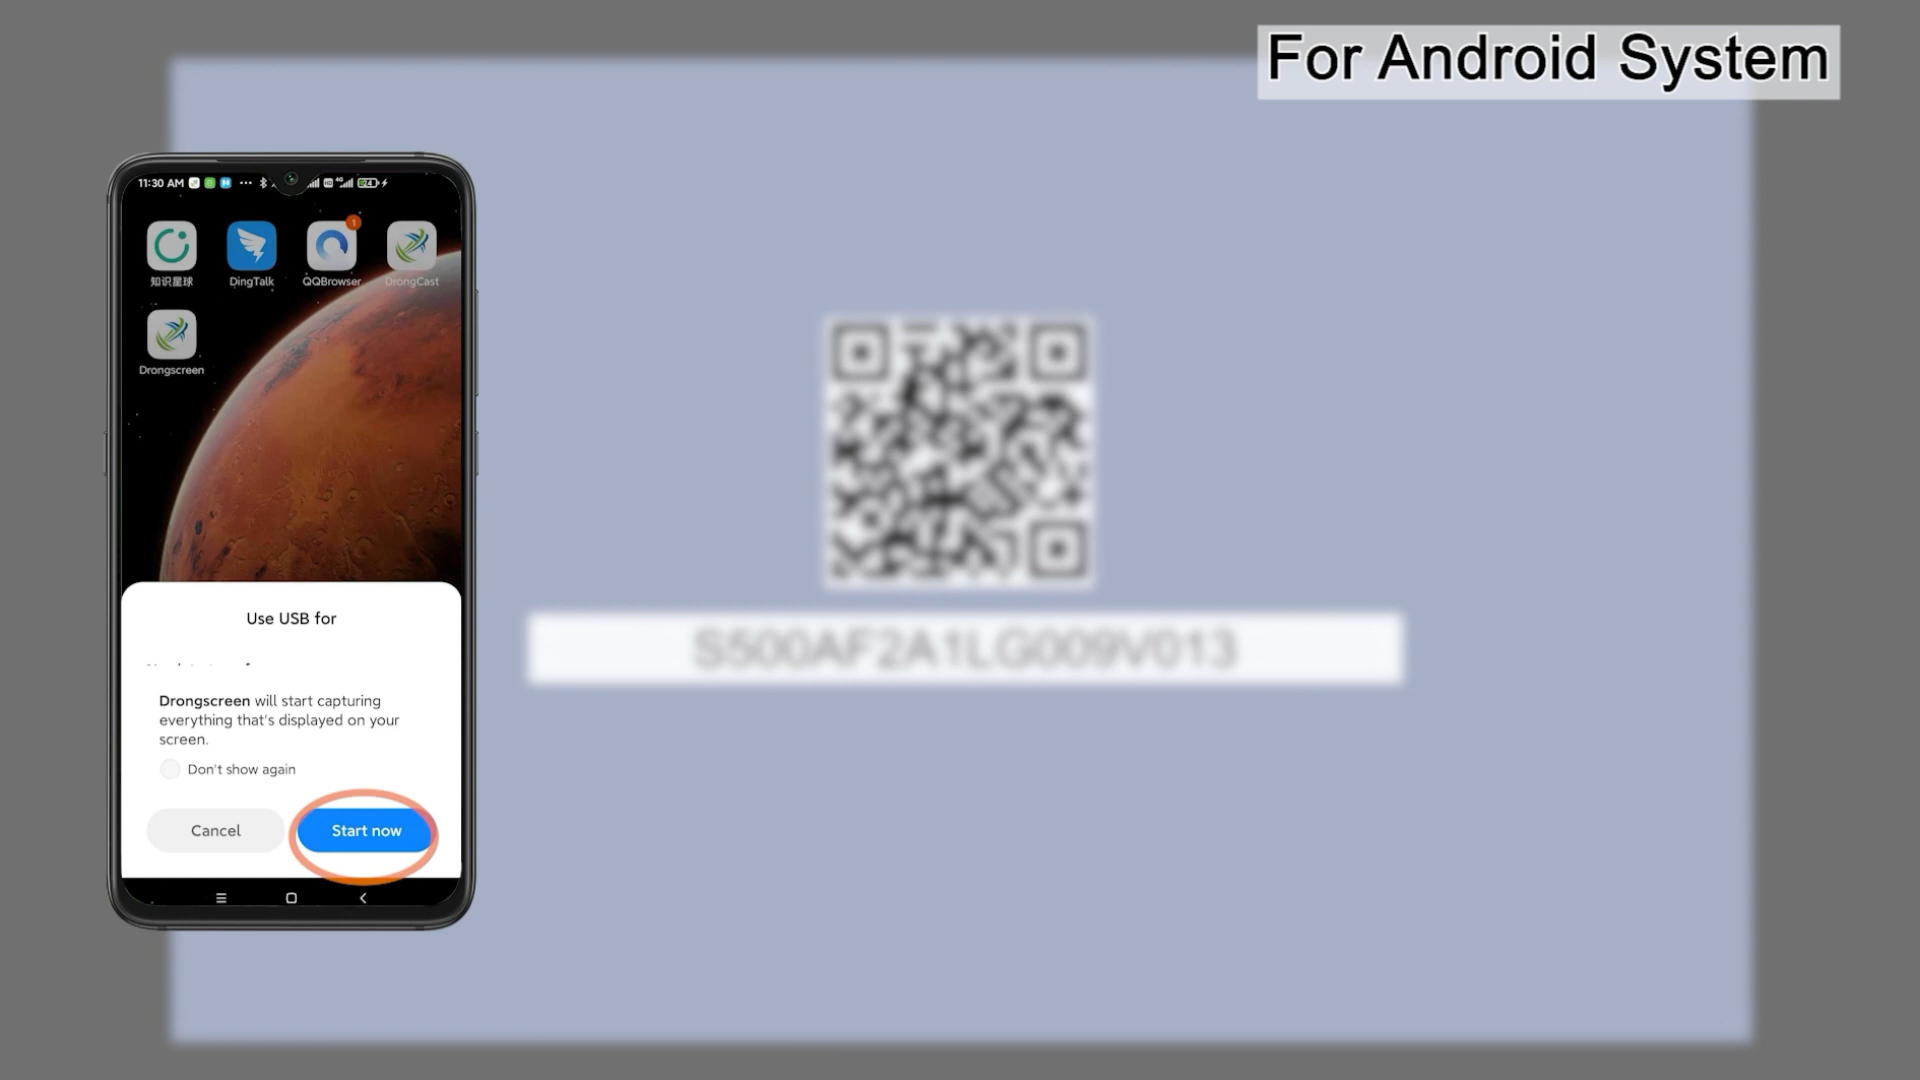 For Android System
11:30 AM
知识星球
DingTalk
QQBrowser
DrongCast
Drongscreen
Use USB for
Drongscreen will start capturing
everything that's displayed on your
screen.
Don't show again
Cancel
Start now
S500AF2A1LG009V013